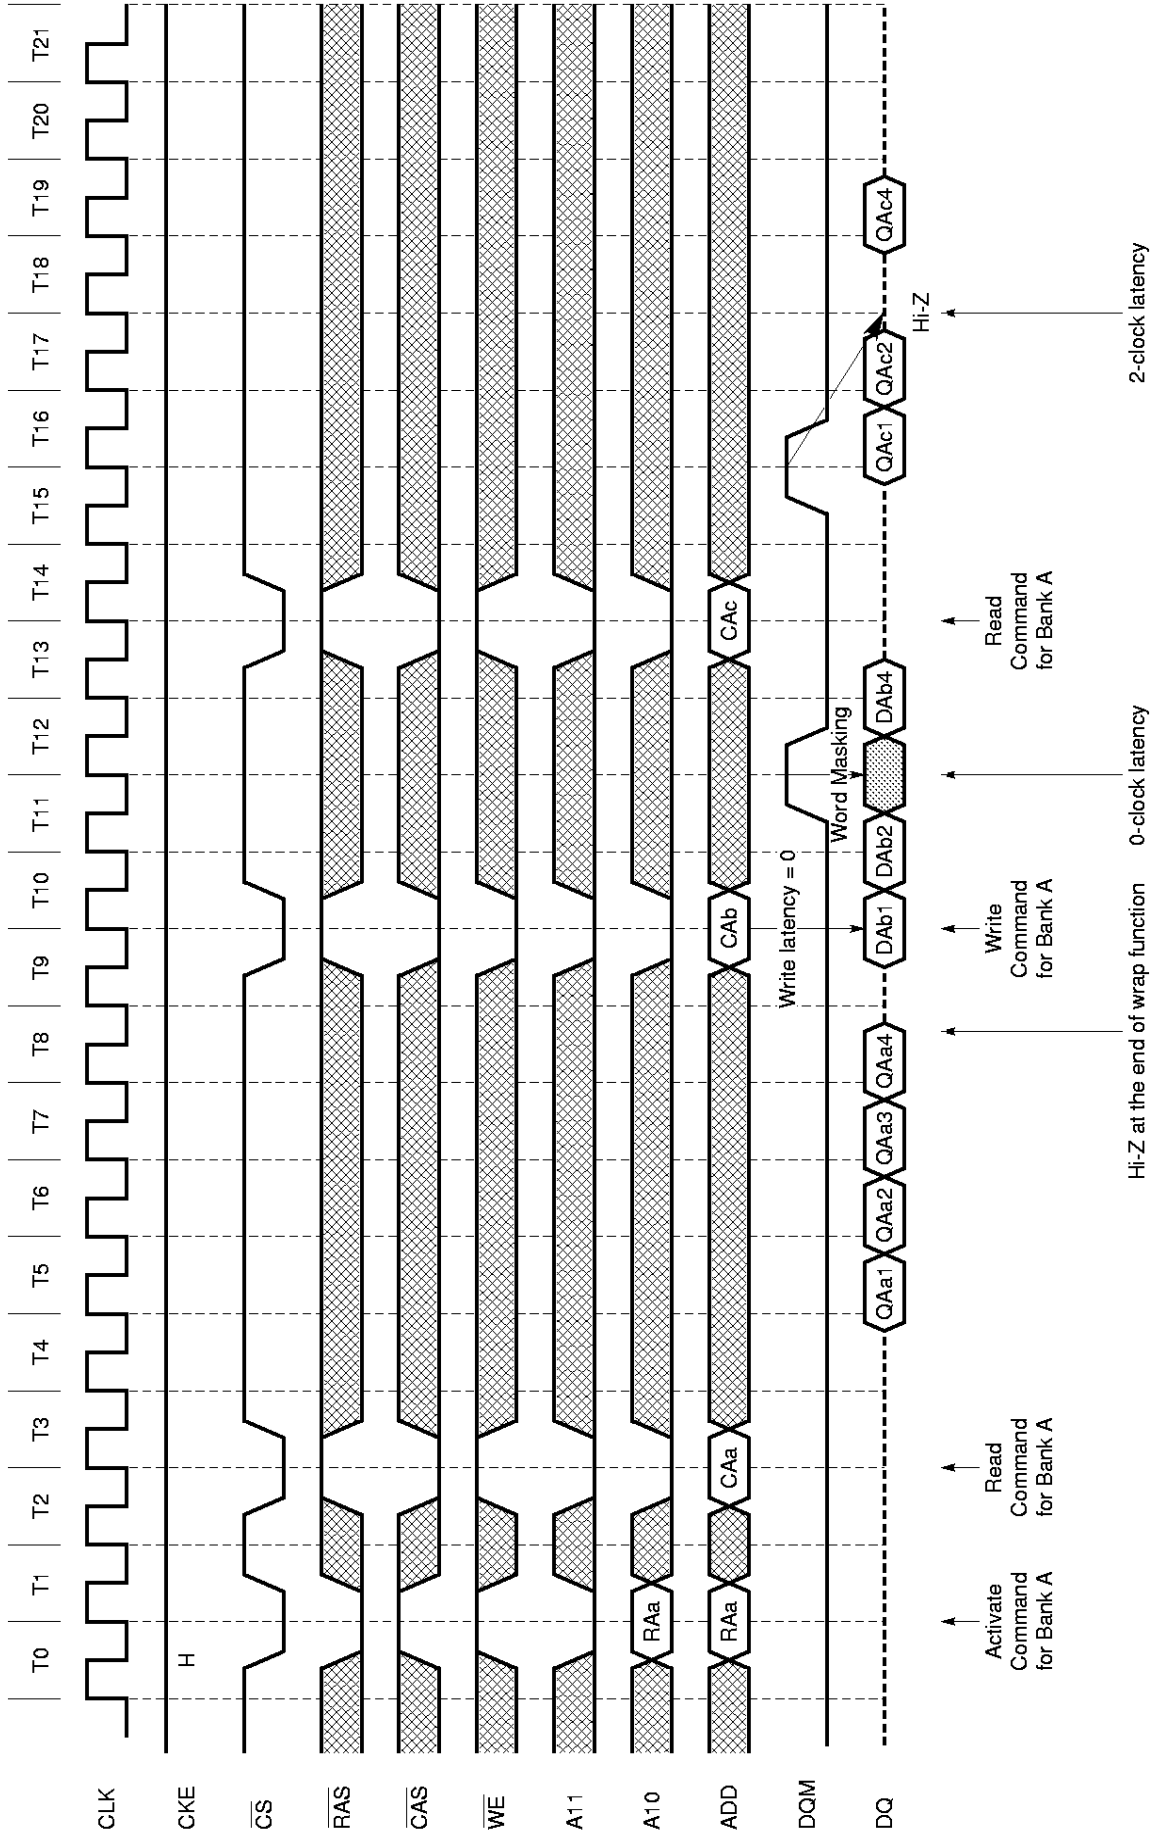 T0 T1 T2 T3 T4 T5 T6 T7 T8 T9 T10 T11 T12 T13 T14 T15 T16 T17 T18 T19 T20 T21
CLK
CKE H
CS
RAS
CAS
WE
A11
A10 RAa
ADD RAa CAa CAb CAc
DQM
Write latency = 0
Word Masking
DQ QAa1 QAa2 QAa3 QAa4 DAb1 DAb2 DAb4 QAc1 QAc2 QAc4
Hi-Z
Activate
Command
for Bank A
Read
Command
for Bank A
Write
Command
for Bank A
Read
Command
for Bank A
Hi-Z at the end of wrap function
0-clock latency
2-clock latency